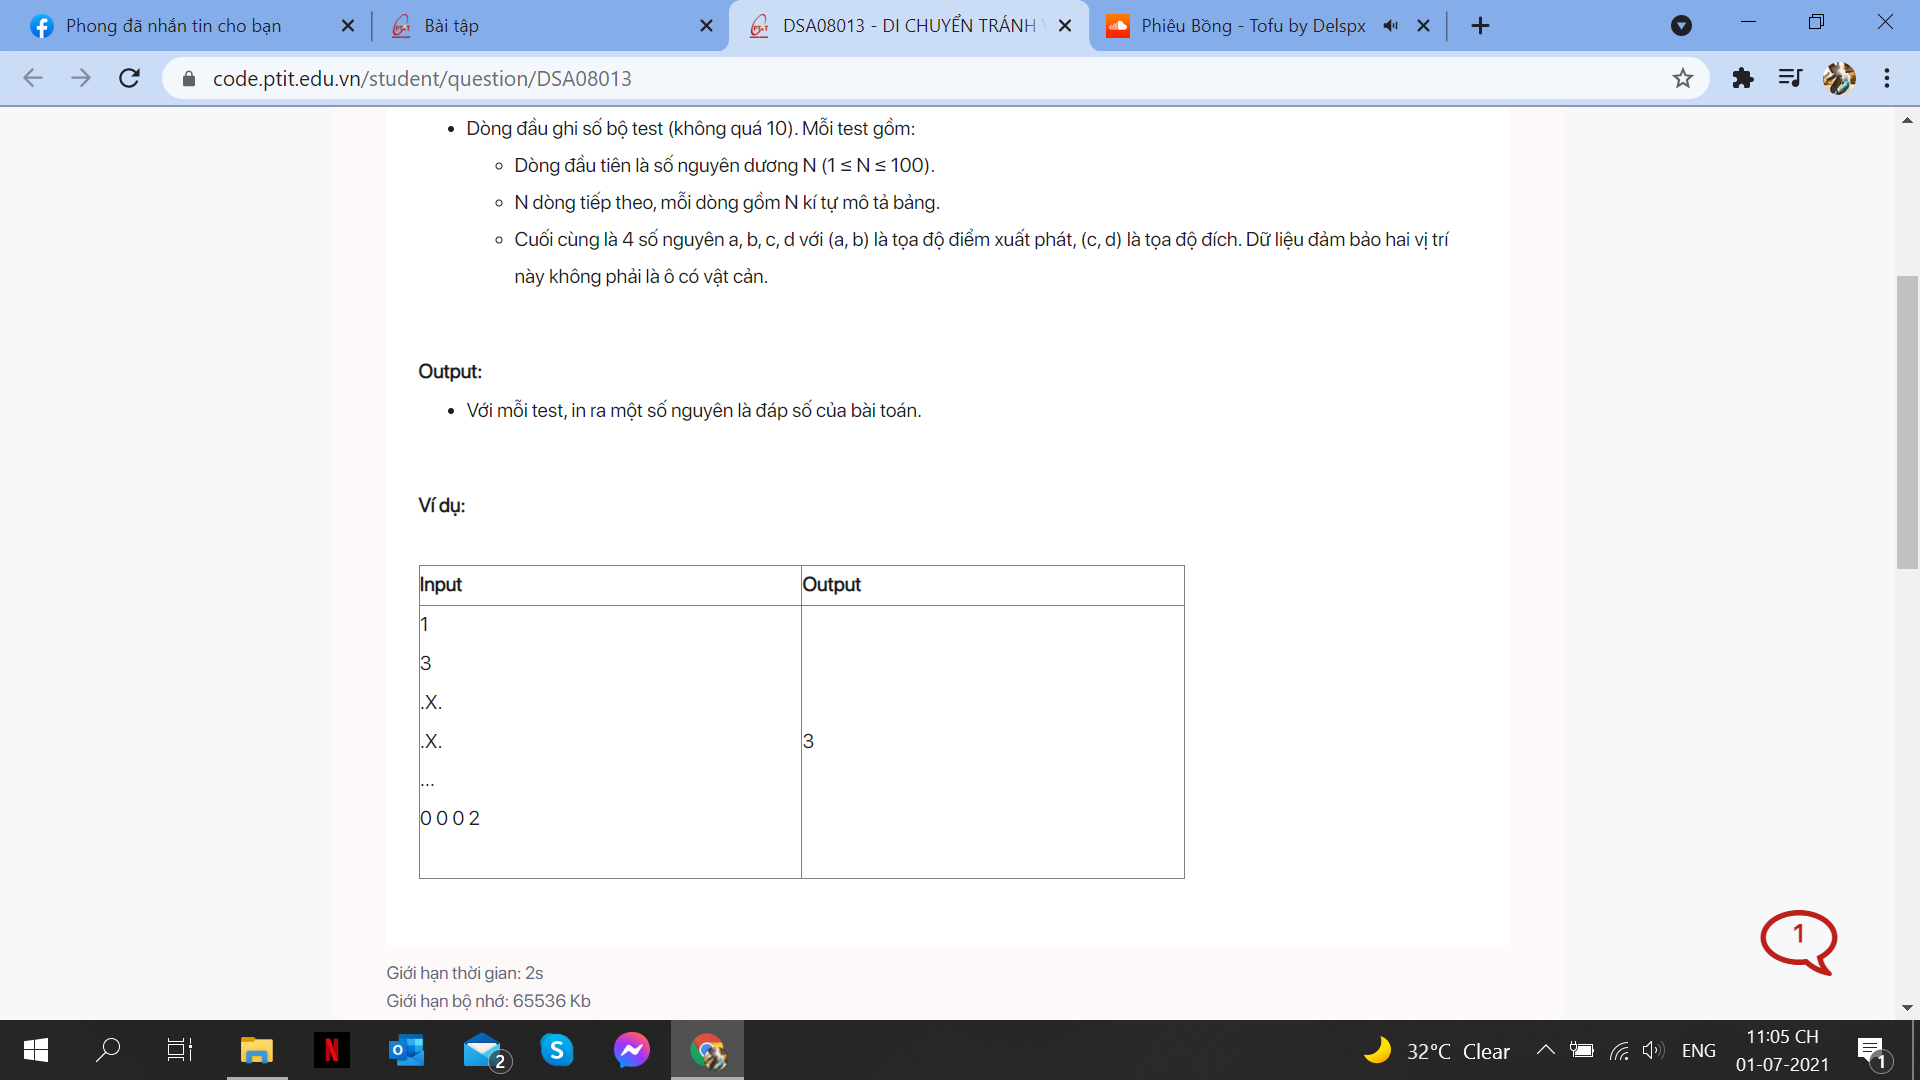 Phong đã nhắn tin cho bạn
Bài tập
DSA08013 - DI CHUYỂN TRÁNH
Phiêu Bồng - Tofu by Delspx
code.ptit.edu.vn/student/question/DSA08013
Dòng đầu ghi số bộ test (không quá 10). Mỗi test gồm:
Dòng đầu tiên là số nguyên dương N (1 ≤ N ≤ 100).
N dòng tiếp theo, mỗi dòng gồm N kí tự mô tả bảng.
Cuối cùng là 4 số nguyên a, b, c, d với (a, b) là tọa độ điểm xuất phát, (c, d) là tọa độ đích. Dữ liệu đảm bảo hai vị trí
này không phải là ô có vật cản.
Output:
Với mỗi test, in ra một số nguyên là đáp số của bài toán.
Ví dụ:
Input
Output
1
3
.X.
.X.
...
0 0 0 2
3
1
Giới hạn thời gian: 2s
Giới hạn bộ nhớ: 65536 Kb
N
2
S
32°C Clear
ENG
11:05 CH
01-07-2021
1